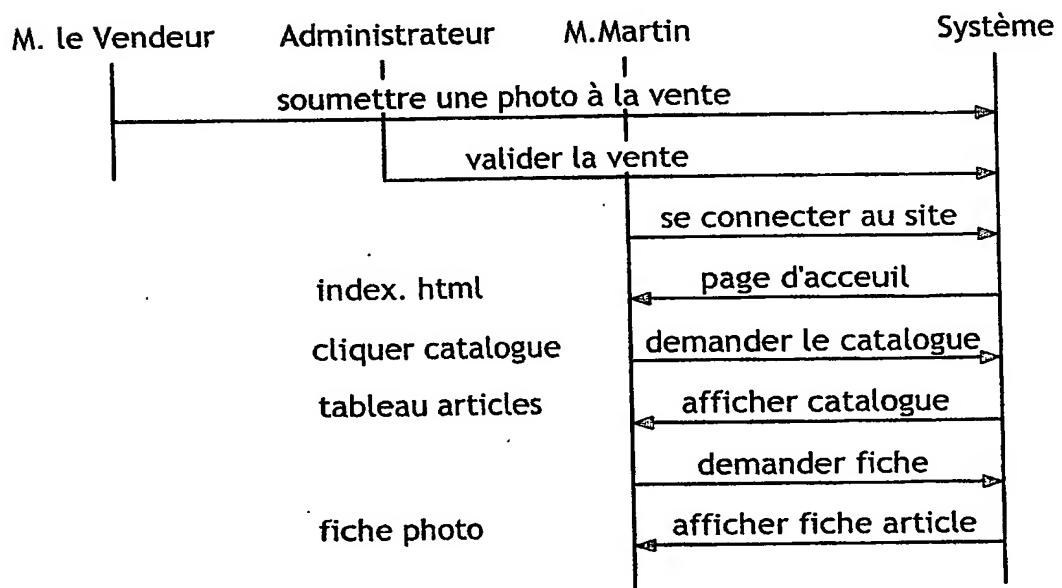 M. le Vendeur Administrateur M.Martin Système
soumettre une photo à la vente
valider la vente
se connecter au site
index. html page d'acceuil
cliquer catalogue demander le catalogue
tableau articles afficher catalogue
demander fiche
fiche photo afficher fiche article